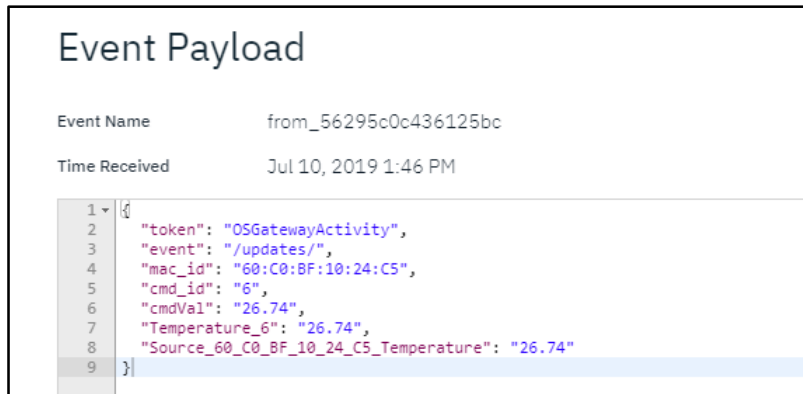 Event Payload
Event Name from_56295c0c436125bc
Time Received Jul 10, 2019 1:46 PM
1 {
2 "token": "OSGatewayActivity",
3 "event": "/updates/",
4 "mac_id": "60:C0:BF:10:24:C5",
5 "cmd_id": "6",
6 "cmdVal": "26.74",
7 "Temperature_6": "26.74",
8 "Source_60_C0_BF_10_24_C5_Temperature": "26.74"
9 }